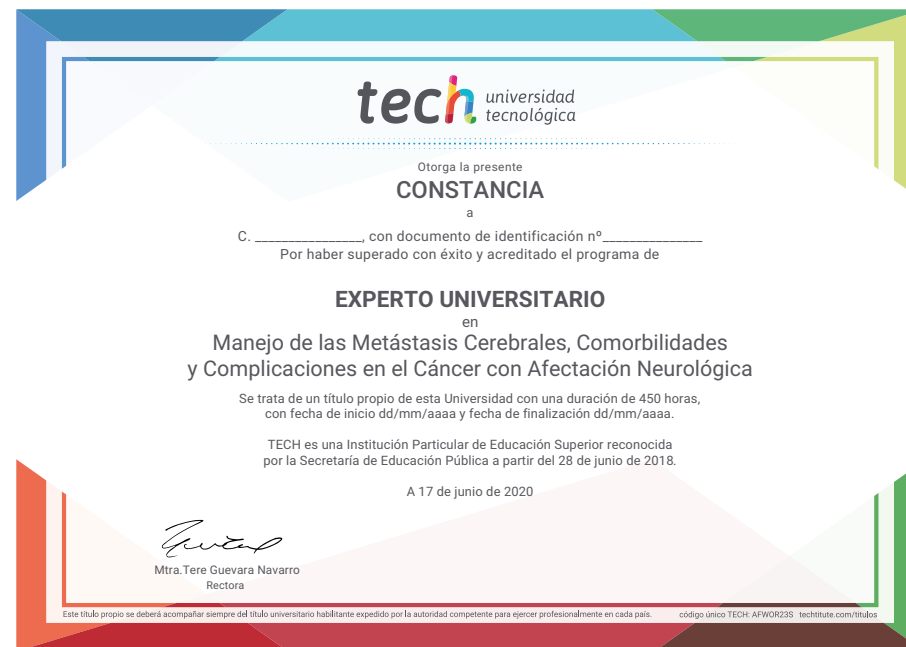 tech universidad
tecnológica
Otorga la presente
CONSTANCIA
a
C. ________________, con documento de identificación nº_______________
Por haber superado con éxito y acreditado el programa de
EXPERTO UNIVERSITARIO
en
Manejo de las Metástasis Cerebrales, Comorbilidades
y Complicaciones en el Cáncer con Afectación Neurológica
Se trata de un título propio de esta Universidad con una duración de 450 horas,
con fecha de inicio dd/mm/aaaa y fecha de finalización dd/mm/aaaa.
TECH es una Institución Particular de Educación Superior reconocida
por la Secretaría de Educación Pública a partir del 28 de junio de 2018.
A 17 de junio de 2020
Mtra.Tere Guevara Navarro
Rectora
Este título propio se deberá acompañar siempre del título universitario habilitante expedido por la autoridad competente para ejercer profesionalmente en cada país. código único TECH: AFWOR23S techtitute.com/titulos